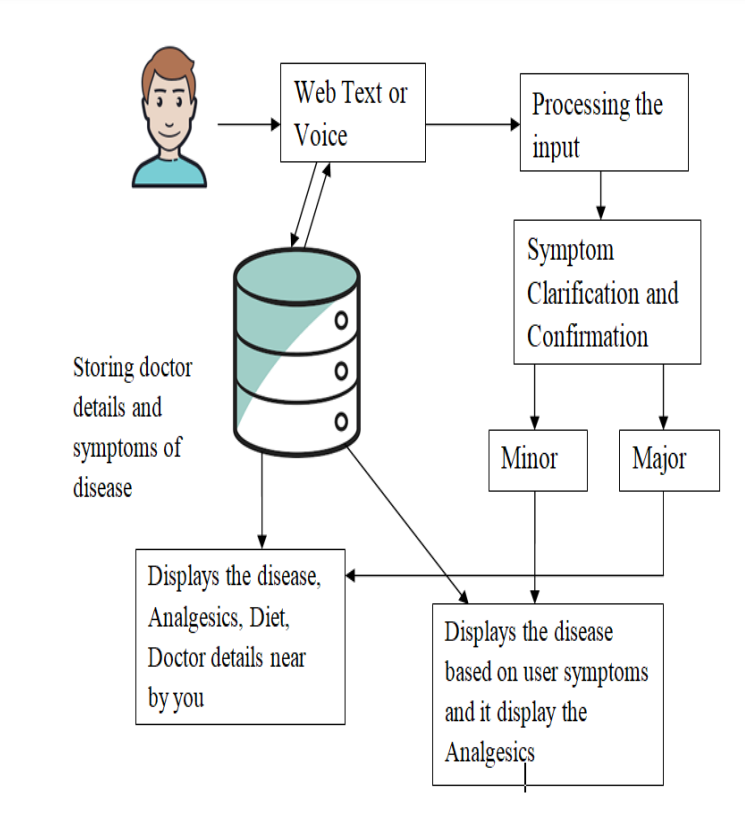 Web Text or
Voice
Processing the
input
Symptom
Clarification and
Confirmation
Storing doctor
details and
symptoms of
disease
Minor
Major
Displays the disease,
Analgesics, Diet,
Doctor details near
by you
Displays the disease
based on user symptoms
and it display the
Analgesics